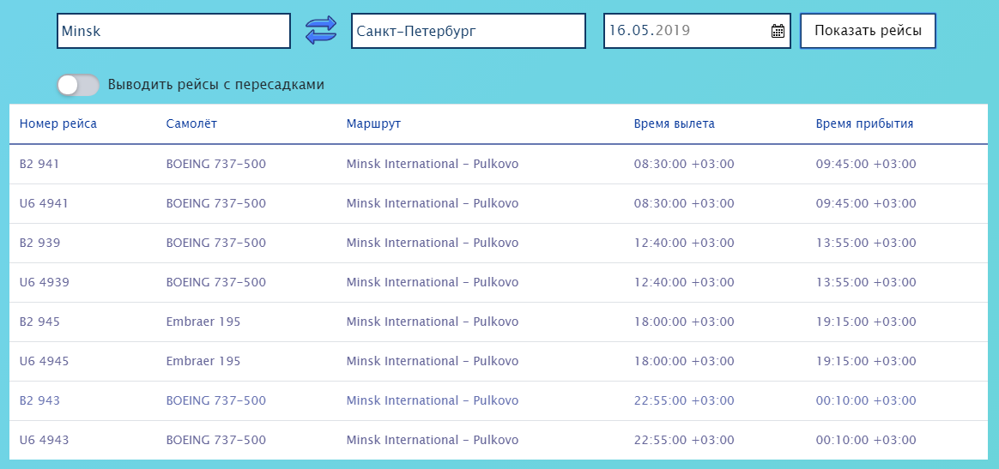 Minsk Санкт-Петербург 16.05.2019 Показать рейсы
Выводить рейсы с пересадками
Номер рейса Самолёт Маршрут Время вылета Время прибытия
B2 941 BOEING 737-500 Minsk International - Pulkovo 08:30:00 +03:00 09:45:00 +03:00
U6 4941 BOEING 737-500 Minsk International - Pulkovo 08:30:00 +03:00 09:45:00 +03:00
B2 939 BOEING 737-500 Minsk International - Pulkovo 12:40:00 +03:00 13:55:00 +03:00
U6 4939 BOEING 737-500 Minsk International - Pulkovo 12:40:00 +03:00 13:55:00 +03:00
B2 945 Embraer 195 Minsk International - Pulkovo 18:00:00 +03:00 19:15:00 +03:00
U6 4945 Embraer 195 Minsk International - Pulkovo 18:00:00 +03:00 19:15:00 +03:00
B2 943 BOEING 737-500 Minsk International - Pulkovo 22:55:00 +03:00 00:10:00 +03:00
U6 4943 BOEING 737-500 Minsk International - Pulkovo 22:55:00 +03:00 00:10:00 +03:00